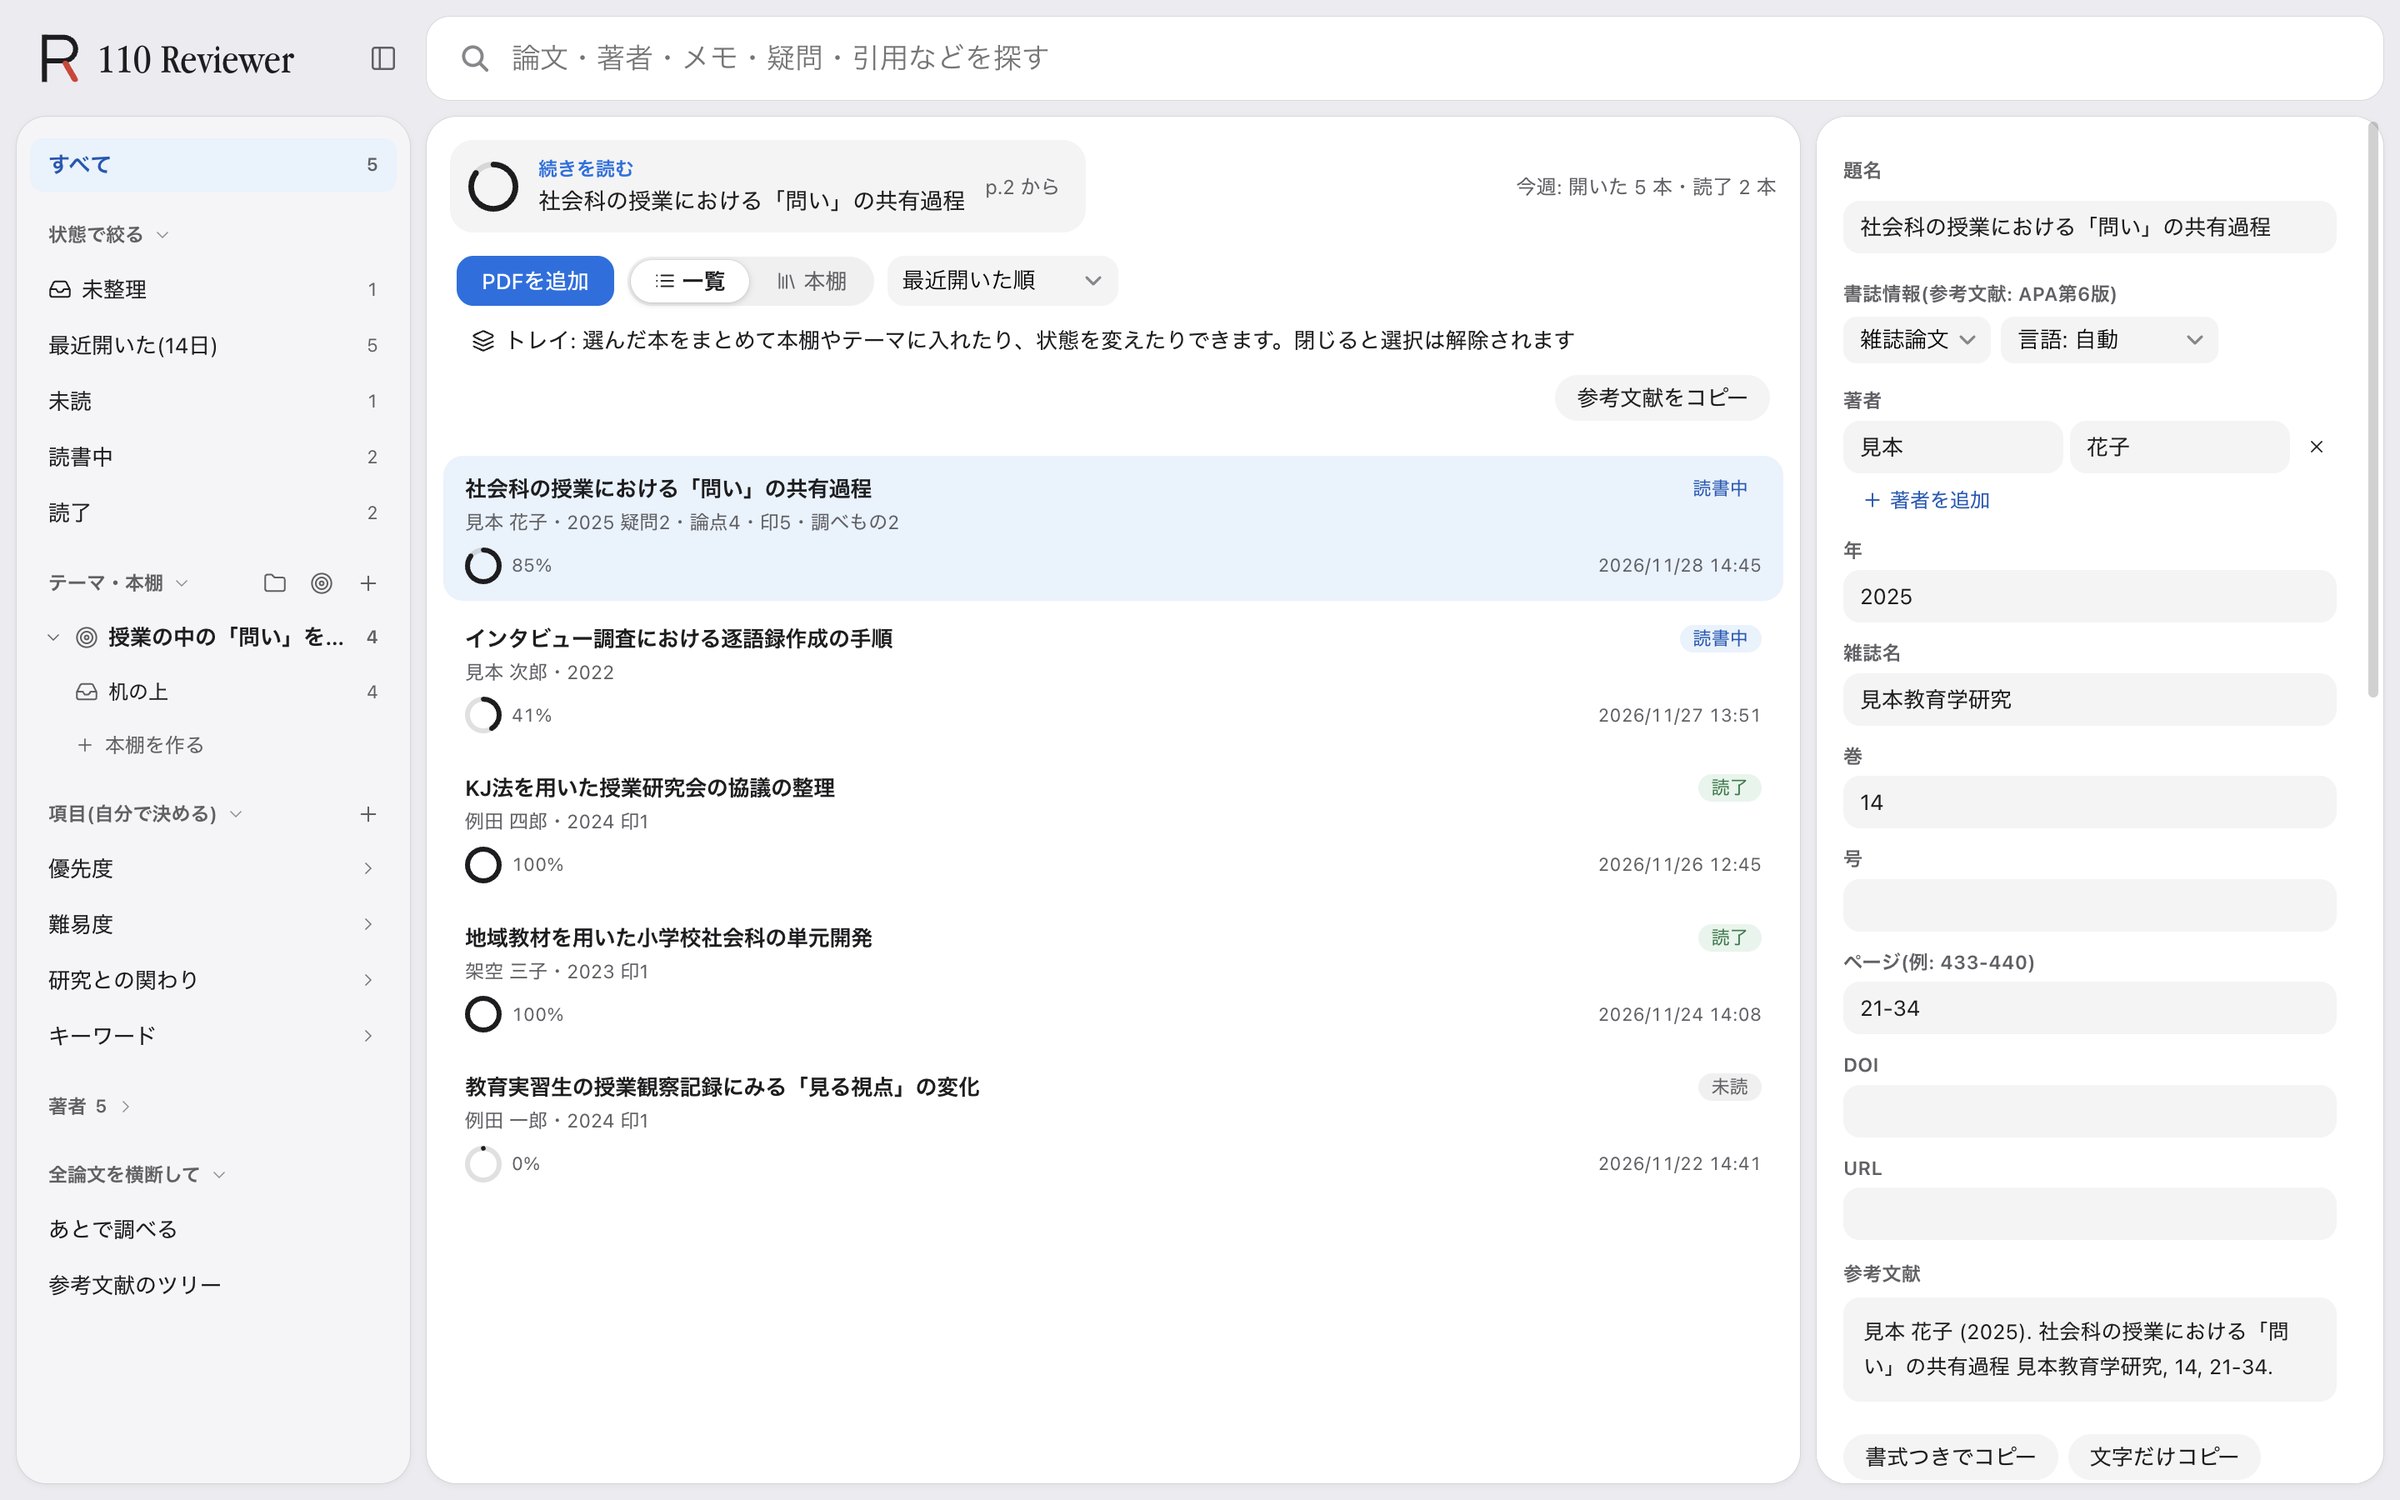 110 Reviewer
論文・著者・メモ・疑問・引用などを探す
すべて 5
状態で絞る
未整理 1
最近開いた(14日) 5
未読 1
読書中 2
読了 2
テーマ・本棚
授業の中の「問い」を... 4
机の上 4
+ 本棚を作る
項目(自分で決める)
優先度
難易度
研究との関わり
キーワード
著者 5
全論文を横断して
あとで調べる
参考文献のツリー
続きを読む
社会科の授業における「問い」の共有過程 p.2 から
今週: 開いた 5 本・読了 2 本
PDFを追加 一覧 本棚 最近開いた順
トレイ: 選んだ本をまとめて本棚やテーマに入れたり、状態を変えたりできます。閉じると選択は解除されます
参考文献をコピー
社会科の授業における「問い」の共有過程 読書中
見本 花子・2025 疑問2・論点4・印5・調べもの2
85% 2026/11/28 14:45
インタビュー調査における逐語録作成の手順 読書中
見本 次郎・2022
41% 2026/11/27 13:51
KJ法を用いた授業研究会の協議の整理 読了
例田 四郎・2024 印1
100% 2026/11/26 12:45
地域教材を用いた小学校社会科の単元開発 読了
架空 三子・2023 印1
100% 2026/11/24 14:08
教育実習生の授業観察記録にみる「見る視点」の変化 未読
例田 一郎・2024 印1
0% 2026/11/22 14:41
題名
社会科の授業における「問い」の共有過程
書誌情報(参考文献: APA第6版)
雑誌論文 言語: 自動
著者
見本 花子 ×
+ 著者を追加
年
2025
雑誌名
見本教育学研究
巻
14
号
ページ(例: 433-440)
21-34
DOI
URL
参考文献
見本 花子 (2025). 社会科の授業における「問
い」の共有過程 見本教育学研究, 14, 21-34.
書式つきでコピー 文字だけコピー